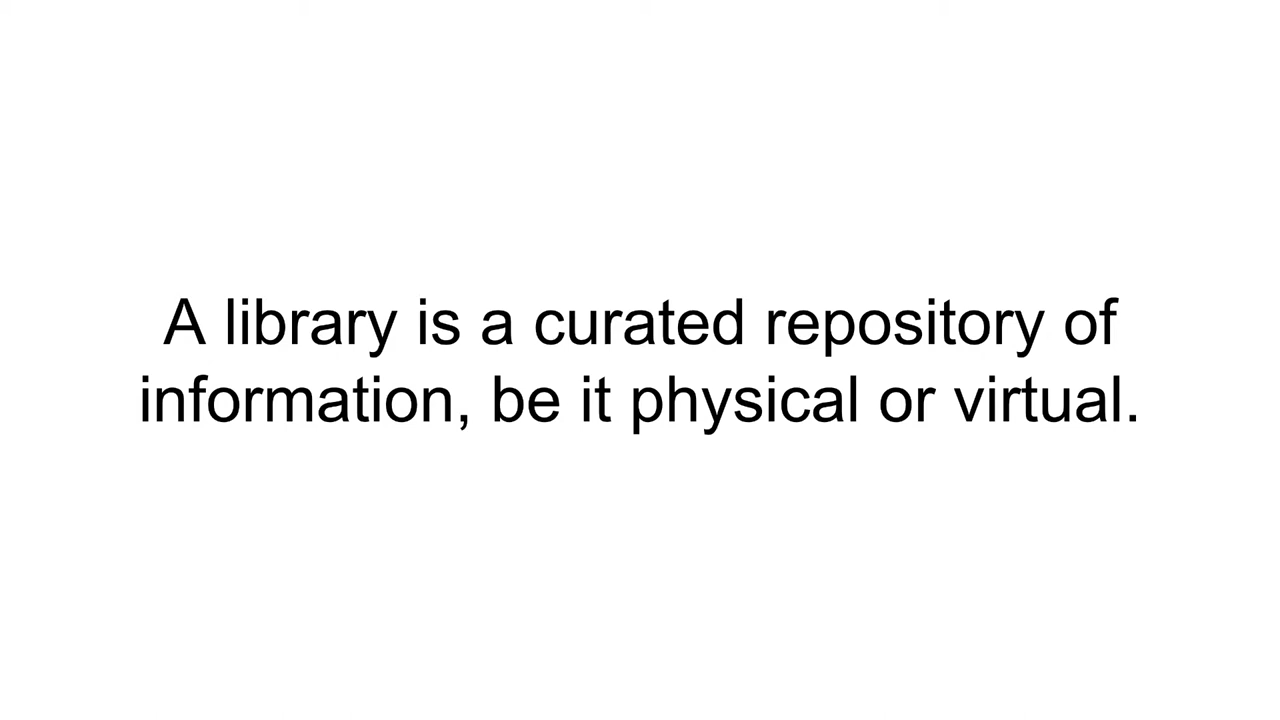 A library is a curated repository of
information, be it physical or virtual.